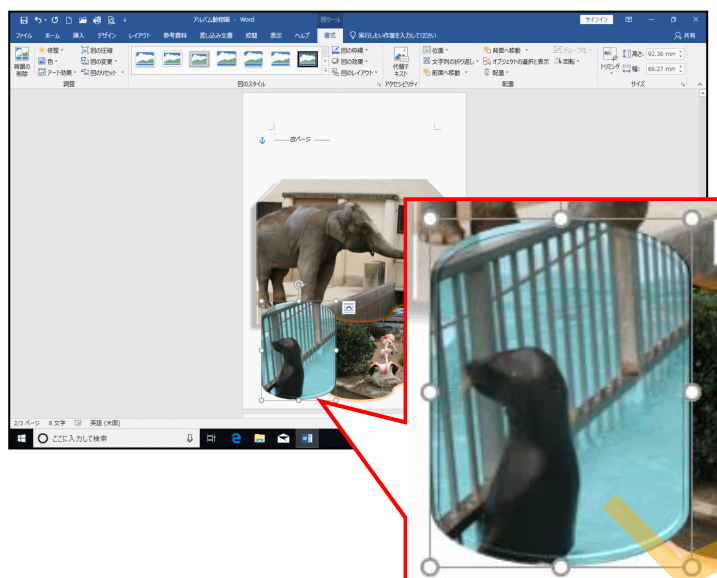 アルバム動物園 - Word
図ツール
サインイン
ファイル ホーム 挿入 デザイン レイアウト 参考資料 差し込み文書 校閲 表示 ヘルプ 書式 実行したい作業を入力してください 共有
背景の削除
修整
色
アート効果
図の圧縮
図の変更
図のリセット
調整
図の枠線
図の効果
図のレイアウト
図のスタイル
代替テキスト
アクセシビリティ
位置
文字列の折り返し
前面へ移動
背面へ移動
オブジェクトの選択と表示
配置
グループ化
回転
配置
トリミング
高さ: 92.36 mm
幅: 69.27 mm
サイズ
改ページ
2/3 ページ 8 文字 英語 (米国)
ここに入力して検索